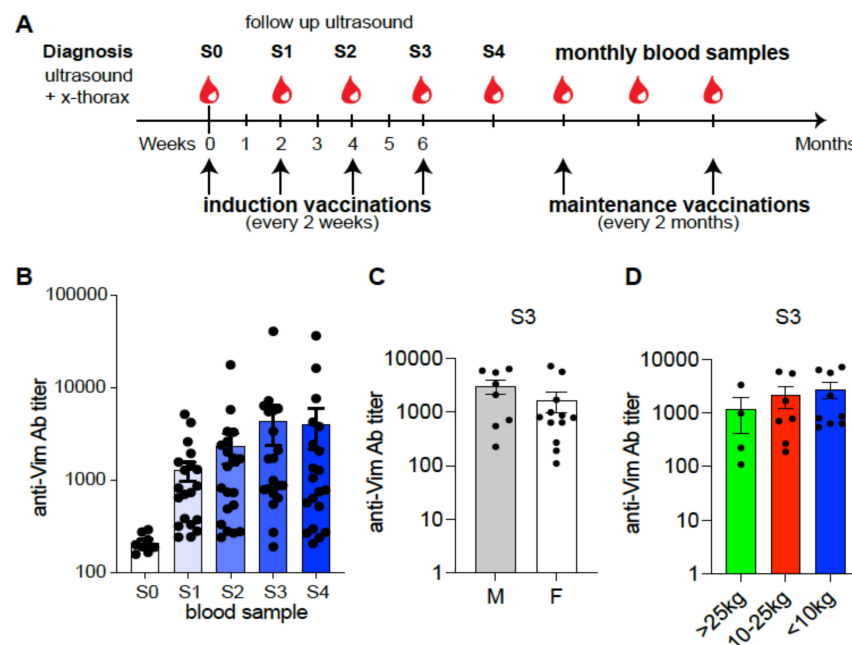 A
follow up ultrasound
Diagnosis
ultrasound
+ x-thorax
S0 S1 S2 S3 S4 monthly blood samples
Weeks 0 1 2 3 4 5 6 Months
induction vaccinations
(every 2 weeks)
maintenance vaccinations
(every 2 months)
B
anti-Vim Ab titer
100000
10000
1000
100
S0 S1 S2 S3 S4
blood sample
C
S3
anti-Vim Ab titer
10000
1000
100
10
1
M F
D
S3
anti-Vim Ab titer
10000
1000
100
10
1
>25kg
10-25kg
<10kg